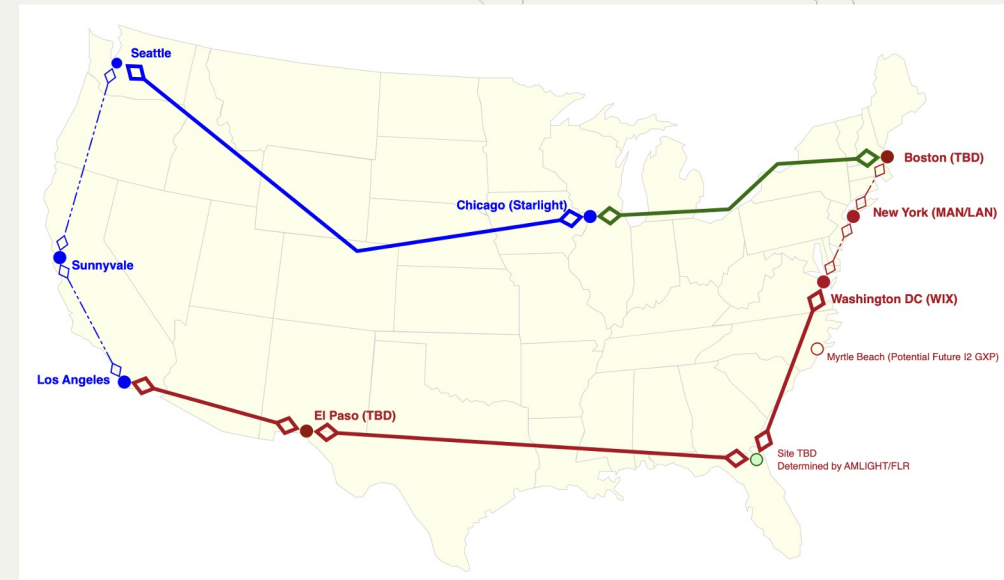 Seattle
Chicago (Starlight)
Boston (TBD)
New York (MAN/LAN)
Sunnyvale
Washington DC (WIX)
Myrtle Beach (Potential Future I2 GXP)
Los Angeles
El Paso (TBD)
Site TBD
Determined by AMLIGHT/FLR